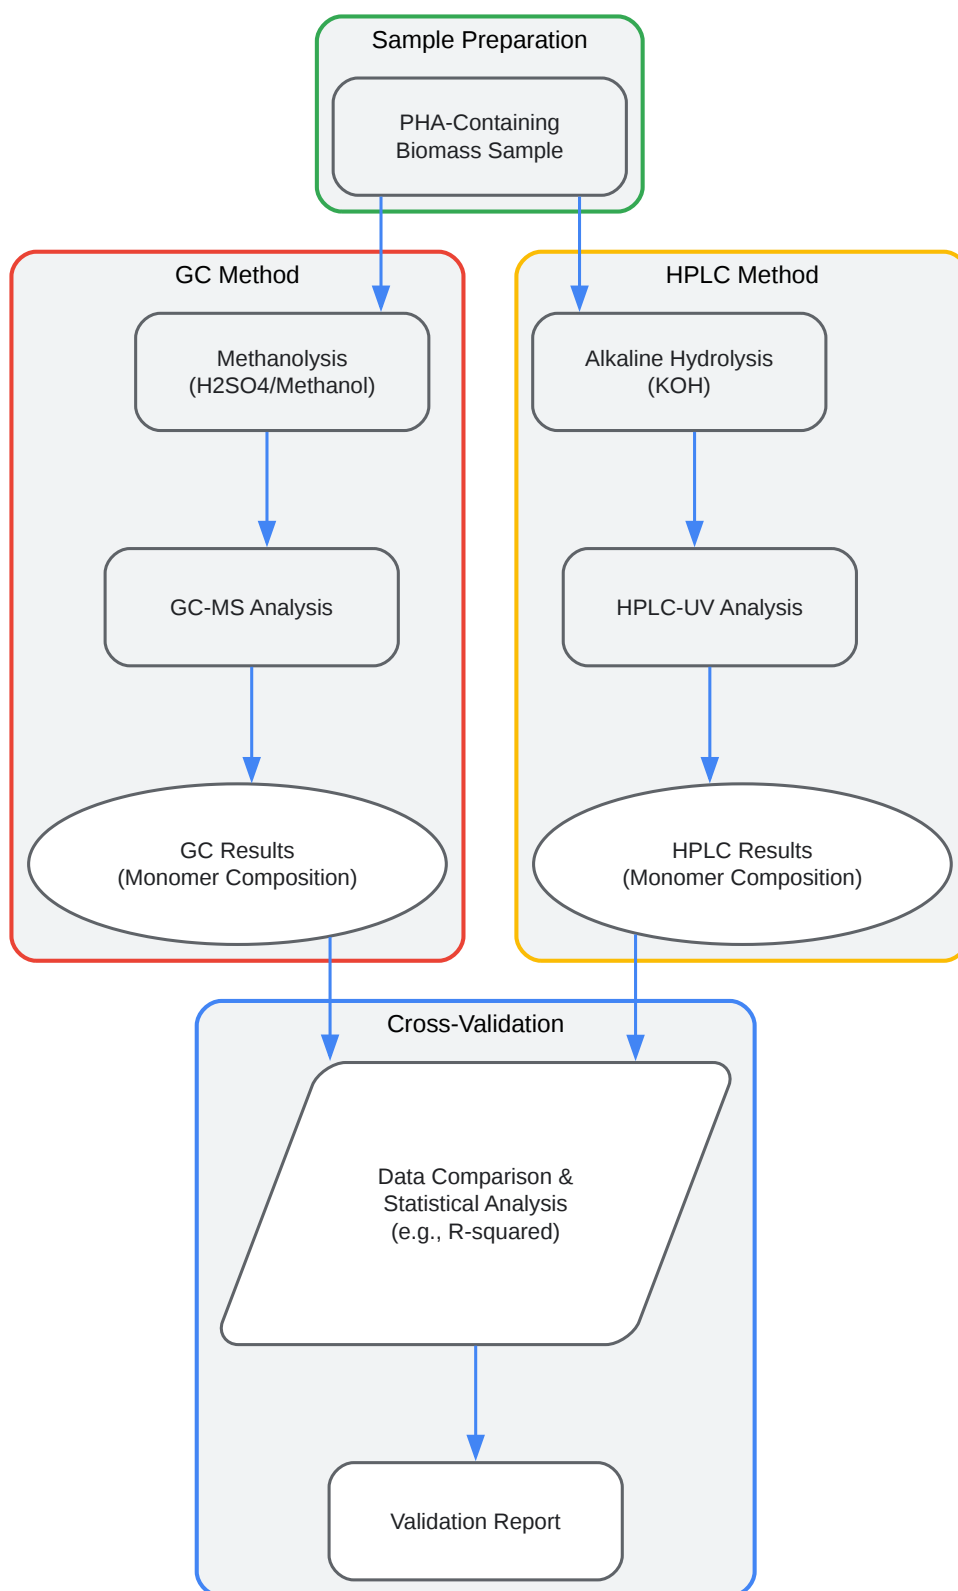 Sample Preparation
PHA-Containing
Biomass Sample
GC Method
Methanolysis
(H2SO4/Methanol)
GC-MS Analysis
GC Results
(Monomer Composition)
HPLC Method
Alkaline Hydrolysis
(KOH)
HPLC-UV Analysis
HPLC Results
(Monomer Composition)
Cross-Validation
Data Comparison &
Statistical Analysis
(e.g., R-squared)
Validation Report